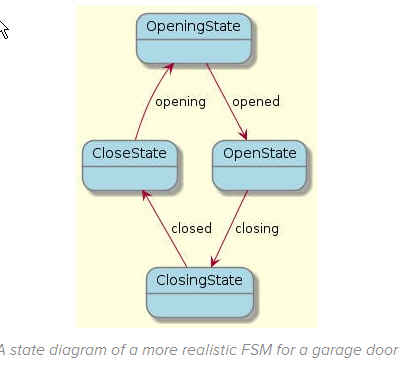 OpeningState
opening
opened
CloseState
OpenState
closed
closing
ClosingState
A state diagram of a more realistic FSM for a garage door